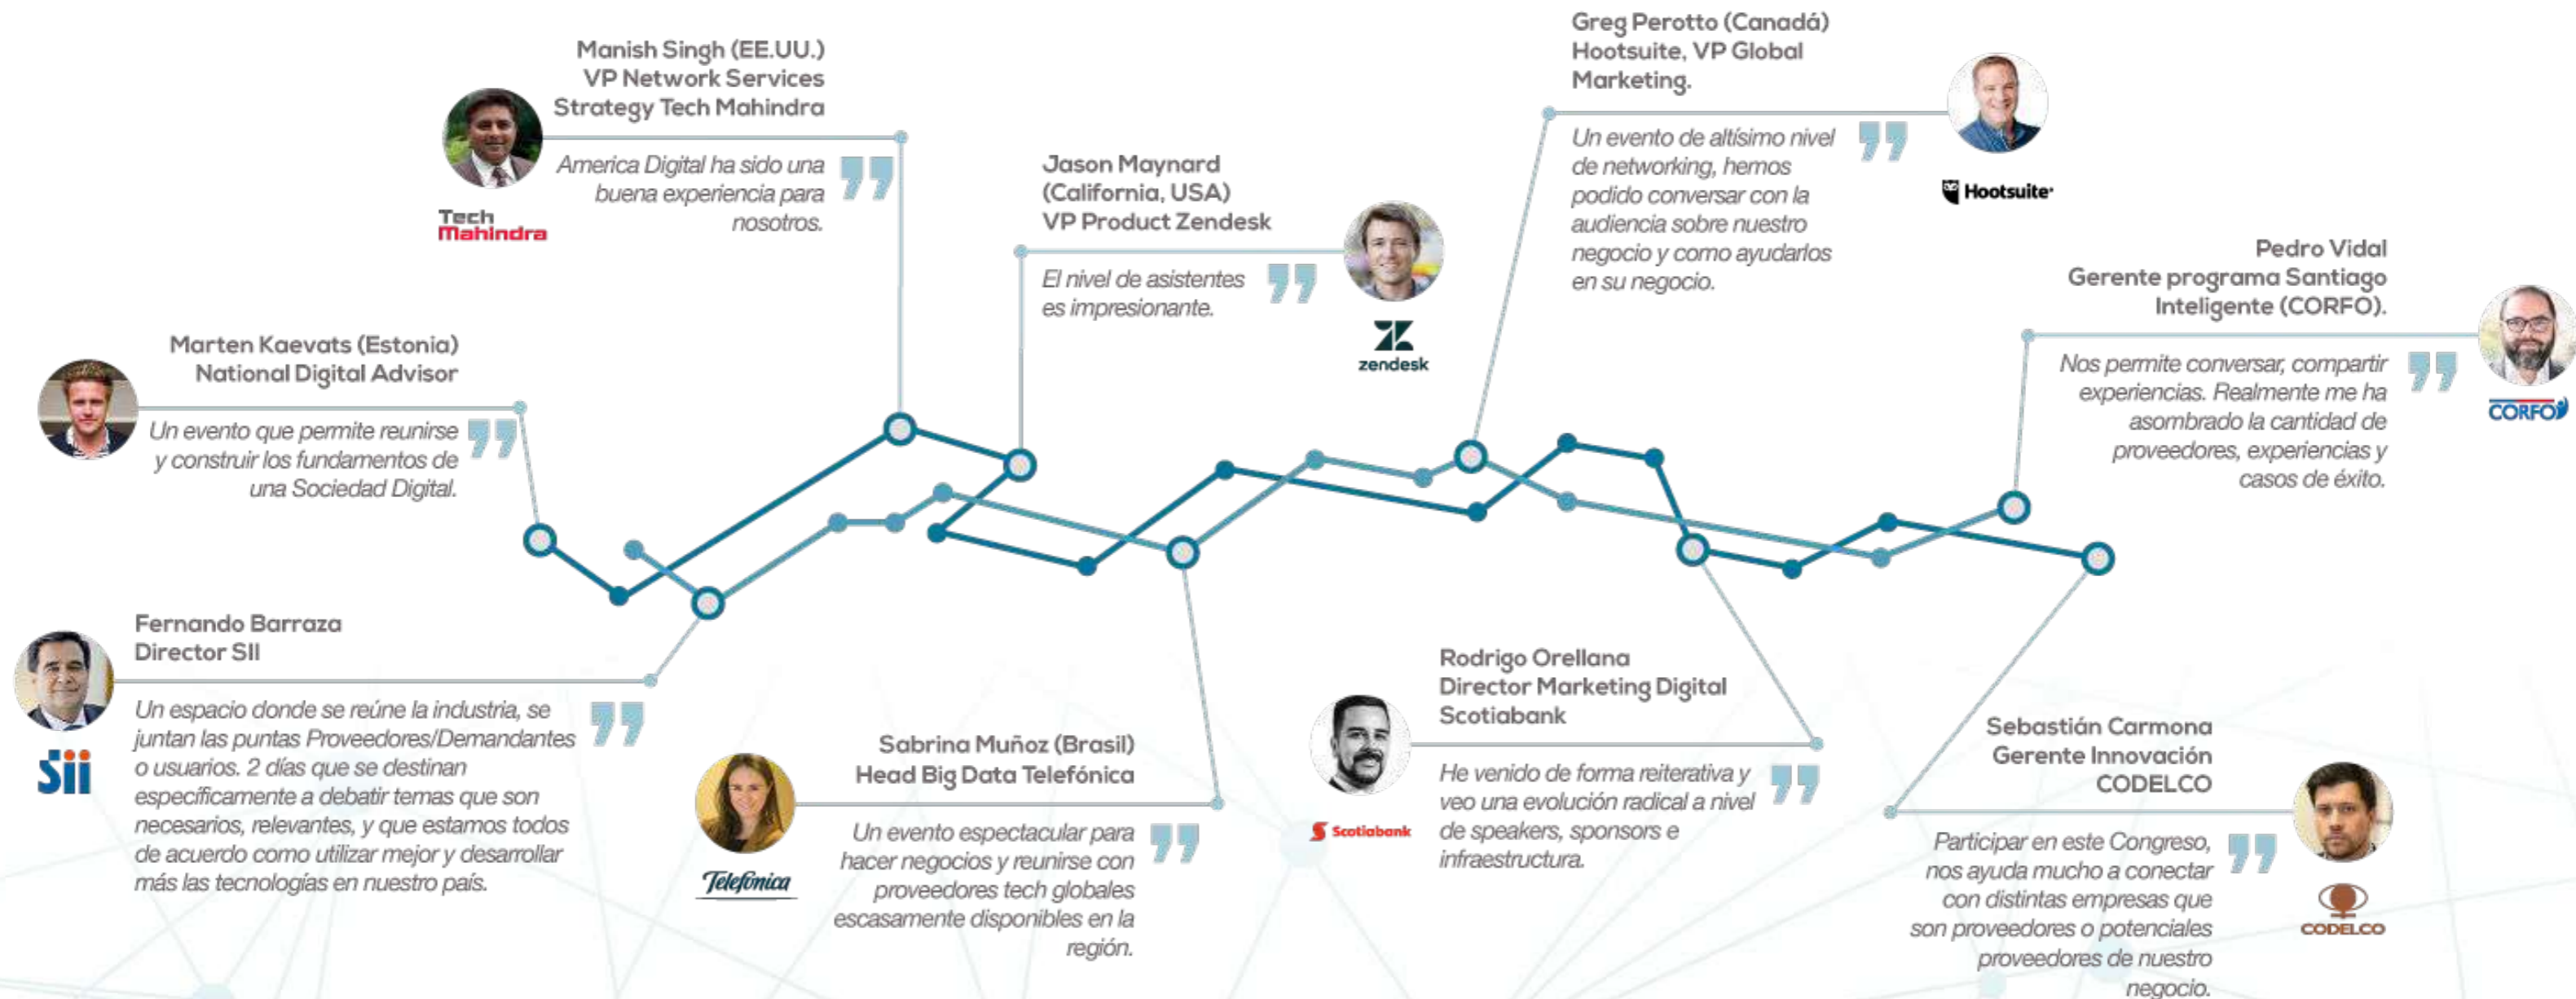 Manish Singh (EE.UU.)
VP Network Services
Strategy Tech Mahindra
America Digital ha sido una
buena experiencia para
nosotros.
Tech
Mahindra
Jason Maynard
(California, USA)
VP Product Zendesk
El nivel de asistentes
es impresionante.
zendesk
Greg Perotto (Canadá)
Hootsuite, VP Global
Marketing.
Un evento de altísimo nivel
de networking, hemos
podido conversar con la
audiencia sobre nuestro
negocio y como ayudarlos
en su negocio.
Hootsuite
Pedro Vidal
Gerente programa Santiago
Inteligente (CORFO).
Nos permite conversar, compartir
experiencias. Realmente me ha
asombrado la cantidad de
proveedores, experiencias y
casos de éxito.
CORFO
Marten Kaevats (Estonia)
National Digital Advisor
Un evento que permite reunirse
y construir los fundamentos de
una Sociedad Digital.
Fernando Barraza
Director SII
Un espacio donde se reúne la industria, se
juntan las puntas Proveedores/Demandantes
o usuarios. 2 días que se destinan
específicamente a debatir temas que son
necesarios, relevantes, y que estamos todos
de acuerdo como utilizar mejor y desarrollar
más las tecnologías en nuestro país.
Sii
Sabrina Muñoz (Brasil)
Head Big Data Telefónica
Un evento espectacular para
hacer negocios y reunirse con
proveedores tech globales
escasamente disponibles en la
región.
Telefónica
Rodrigo Orellana
Director Marketing Digital
Scotiabank
He venido de forma reiterativa y
veo una evolución radical a nivel
de speakers, sponsors e
infraestructura.
Scotiabank
Sebastián Carmona
Gerente Innovación
CODELCO
Participar en este Congreso,
nos ayuda mucho a conectar
con distintas empresas que
son proveedores o potenciales
proveedores de nuestro
negocio.
CODELCO